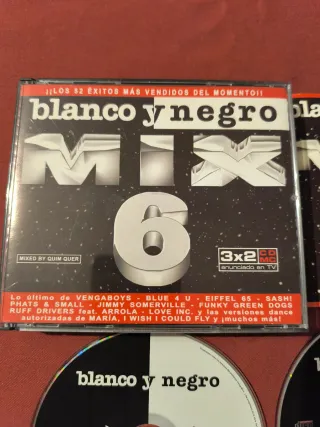 ¡¡LOS 52 ÉXITOS MÁS VENDIDOS DEL MOMENTO!!
blanco y negro
MIX
6
MIXED BY QUIM QUER
3x2
anunciado en TV
Lo último de VENGABOYS - BLUE 4 U - EIFFEL 65 - SASH!
PHATS & SMALL - JIMMY SOMERVILLE - FUNKY GREEN DOGS
RUFF DRIVERS feat. ARROLA - LOVE INC. y las versiones dance
autorizadas de MARÍA, I WISH I COULD FLY y ¡muchos más!
blanco y negro